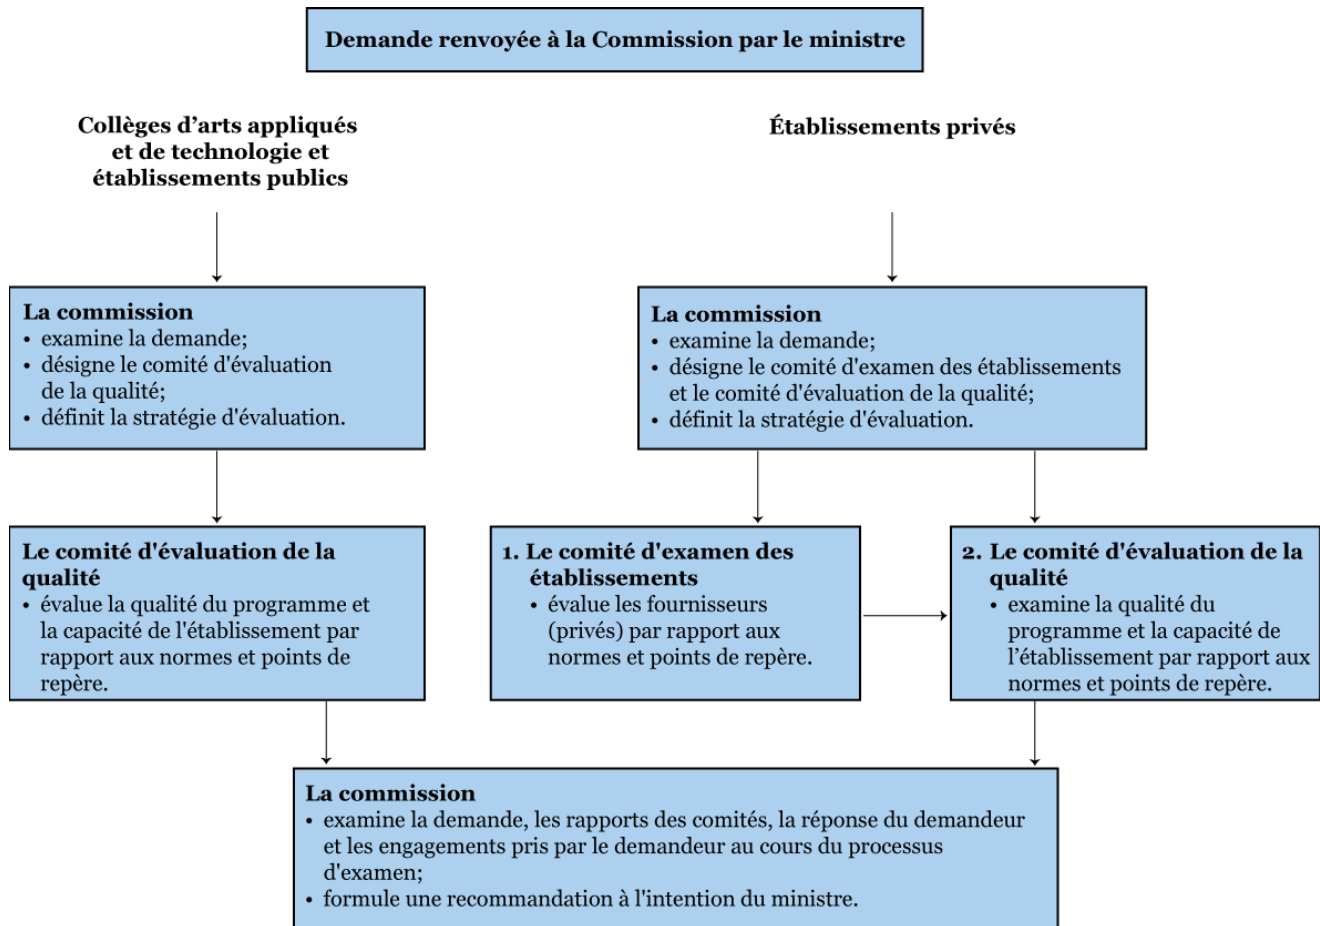 Demande renvoyée à la Commission par le ministre
Collèges d’arts appliqués
et de technologie et
établissements publics
Établissements privés
La commission
• examine la demande;
• désigne le comité d'évaluation
de la qualité;
• définit la stratégie d'évaluation.
La commission
• examine la demande;
• désigne le comité d'examen des établissements
et le comité d'évaluation de la qualité;
• définit la stratégie d'évaluation.
Le comité d'évaluation de la
qualité
• évalue la qualité du programme et
la capacité de l'établissement par
rapport aux normes et points de
repère.
1. Le comité d'examen des
établissements
• évalue les fournisseurs
(privés) par rapport aux
normes et points de repère.
2. Le comité d'évaluation de la
qualité
• examine la qualité du
programme et la capacité de
l’établissement par rapport aux
normes et points de repère.
La commission
• examine la demande, les rapports des comités, la réponse du demandeur
et les engagements pris par le demandeur au cours du processus
d'examen;
• formule une recommandation à l'intention du ministre.